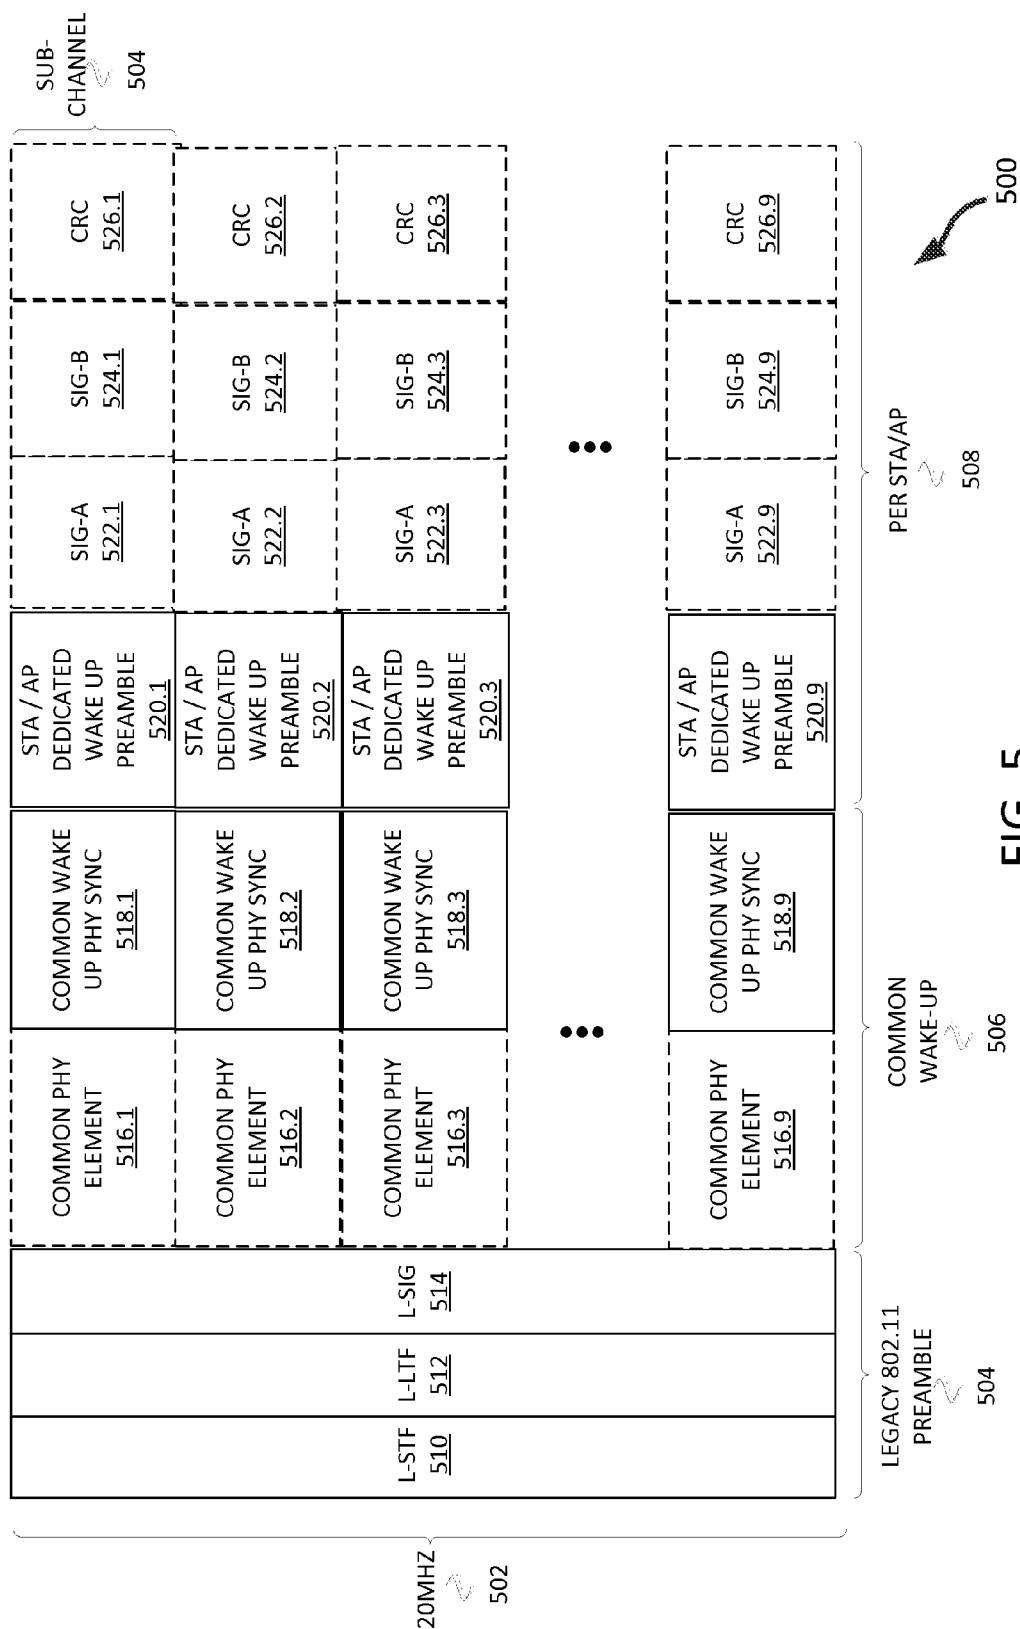 SUB-
CHANNEL
504
20MHZ
502
L-STF
510
L-LTF
512
L-SIG
514
COMMON PHY
ELEMENT
516.1
COMMON WAKE
UP PHY SYNC
518.1
STA / AP
DEDICATED
WAKE UP
PREAMBLE
520.1
SIG-A
522.1
SIG-B
524.1
CRC
526.1
COMMON PHY
ELEMENT
516.2
COMMON WAKE
UP PHY SYNC
518.2
STA / AP
DEDICATED
WAKE UP
PREAMBLE
520.2
SIG-A
522.2
SIG-B
524.2
CRC
526.2
COMMON PHY
ELEMENT
516.3
COMMON WAKE
UP PHY SYNC
518.3
STA / AP
DEDICATED
WAKE UP
PREAMBLE
520.3
SIG-A
522.3
SIG-B
524.3
CRC
526.3
COMMON PHY
ELEMENT
516.9
COMMON WAKE
UP PHY SYNC
518.9
STA / AP
DEDICATED
WAKE UP
PREAMBLE
520.9
SIG-A
522.9
SIG-B
524.9
CRC
526.9
LEGACY 802.11
PREAMBLE
504
COMMON
WAKE-UP
506
PER STA/AP
508
500
FIG. 5